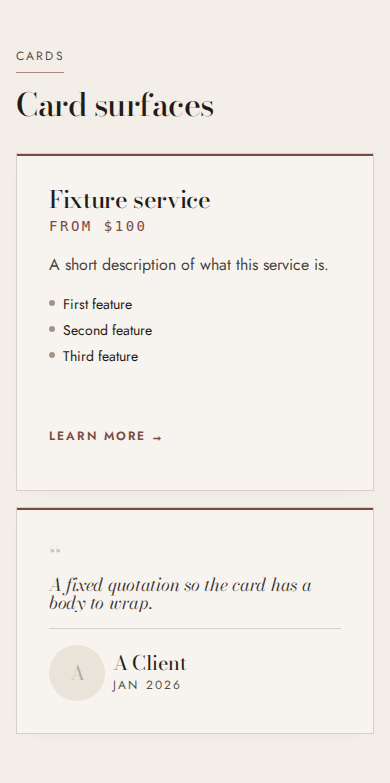 CARDS
Card surfaces
Fixture service
FROM $100
A short description of what this service is.
First feature
Second feature
Third feature
LEARN MORE →
"
A fixed quotation so the card has a
body to wrap.
A
A Client
JAN 2026